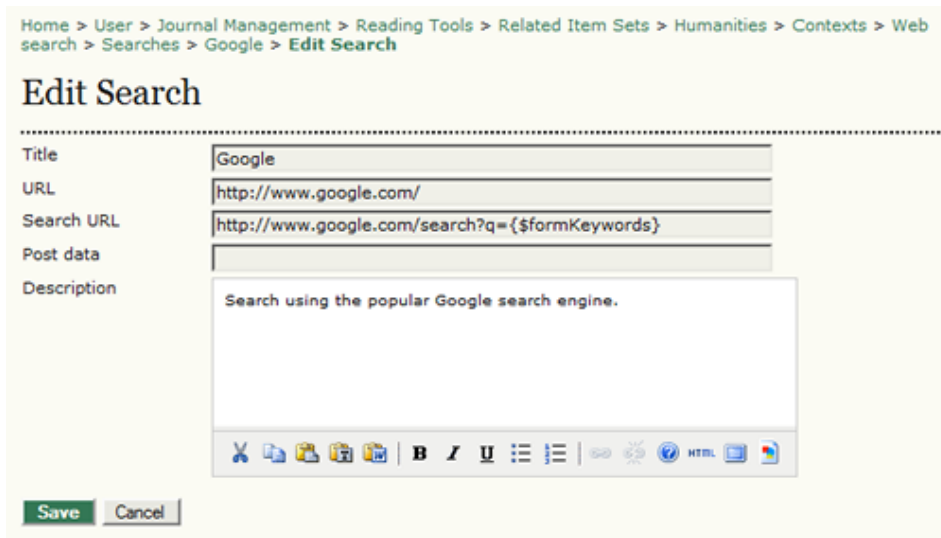 Home > User > Journal Management > Reading Tools > Related Item Sets > Humanities > Contexts > Web
search > Searches > Google > Edit Search
Edit Search
Title
Google
URL
http://www.google.com/
Search URL
http://www.google.com/search?q={$formKeywords}
Post data
Description
Search using the popular Google search engine.
B I U HTML
Save Cancel